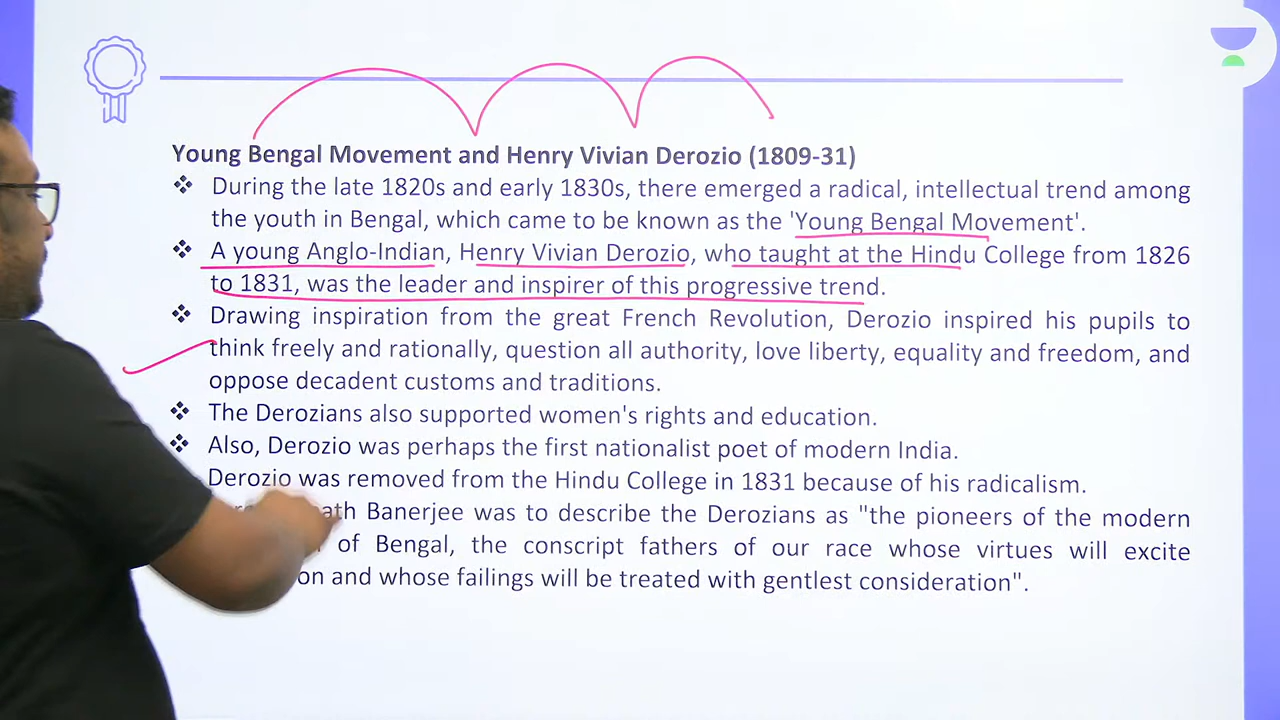 Young Bengal Movement and Henry Vivian Derozio (1809-31)
❖ During the late 1820s and early 1830s, there emerged a radical, intellectual trend among
the youth in Bengal, which came to be known as the 'Young Bengal Movement'.
❖ A young Anglo-Indian, Henry Vivian Derozio, who taught at the Hindu College from 1826
to 1831, was the leader and inspirer of this progressive trend.
❖ Drawing inspiration from the great French Revolution, Derozio inspired his pupils to
think freely and rationally, question all authority, love liberty, equality and freedom, and
oppose decadent customs and traditions.
❖ The Derozians also supported women's rights and education.
❖ Also, Derozio was perhaps the first nationalist poet of modern India.
Derozio was removed from the Hindu College in 1831 because of his radicalism.
Banerjee was to describe the Derozians as "the pioneers of the modern
of Bengal, the conscript fathers of our race whose virtues will excite
and whose failings will be treated with gentlest consideration".